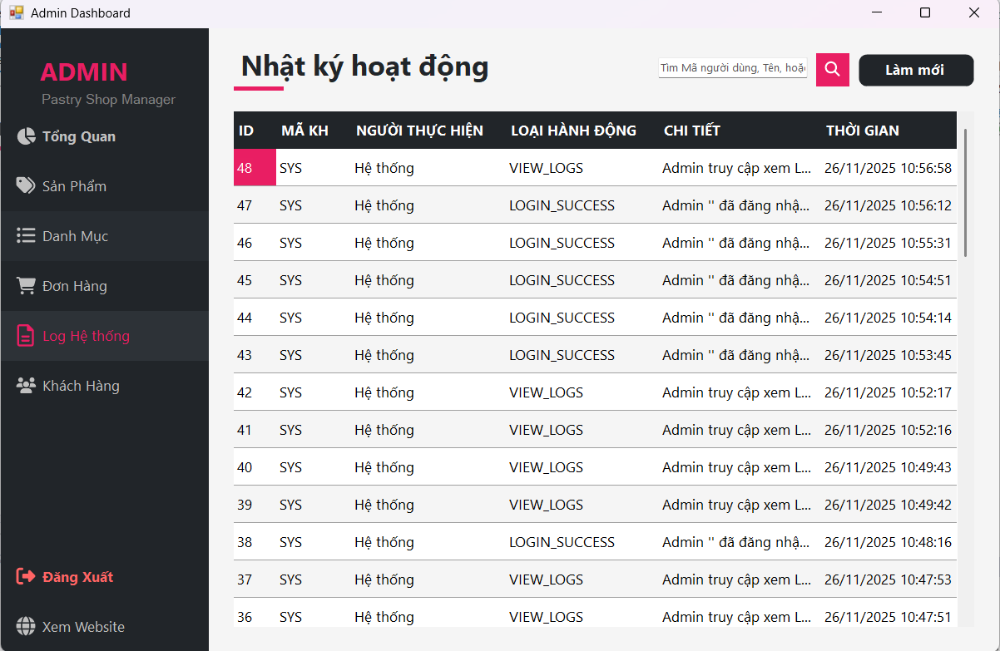 Admin Dashboard
ADMIN
Pastry Shop Manager
Tổng Quan
Sản Phẩm
Danh Mục
Đơn Hàng
Log Hệ thống
Khách Hàng
Đăng Xuất
Xem Website
Nhật ký hoạt động
Tìm Mã người dùng, Tên, hoặc
Làm mới
ID MÃ KH NGƯỜI THỰC HIỆN LOẠI HÀNH ĐỘNG CHI TIẾT THỜI GIAN
48 SYS Hệ thống VIEW_LOGS Admin truy cập xem L... 26/11/2025 10:56:58
47 SYS Hệ thống LOGIN_SUCCESS Admin '' đã đăng nhậ... 26/11/2025 10:56:12
46 SYS Hệ thống LOGIN_SUCCESS Admin '' đã đăng nhậ... 26/11/2025 10:55:31
45 SYS Hệ thống LOGIN_SUCCESS Admin '' đã đăng nhậ... 26/11/2025 10:54:51
44 SYS Hệ thống LOGIN_SUCCESS Admin '' đã đăng nhậ... 26/11/2025 10:54:14
43 SYS Hệ thống LOGIN_SUCCESS Admin '' đã đăng nhậ... 26/11/2025 10:53:45
42 SYS Hệ thống VIEW_LOGS Admin truy cập xem L... 26/11/2025 10:52:17
41 SYS Hệ thống VIEW_LOGS Admin truy cập xem L... 26/11/2025 10:52:16
40 SYS Hệ thống VIEW_LOGS Admin truy cập xem L... 26/11/2025 10:49:43
39 SYS Hệ thống VIEW_LOGS Admin truy cập xem L... 26/11/2025 10:49:42
38 SYS Hệ thống LOGIN_SUCCESS Admin '' đã đăng nhậ... 26/11/2025 10:48:16
37 SYS Hệ thống VIEW_LOGS Admin truy cập xem L... 26/11/2025 10:47:53
36 SYS Hệ thống VIEW_LOGS Admin truy cập xem L... 26/11/2025 10:47:51